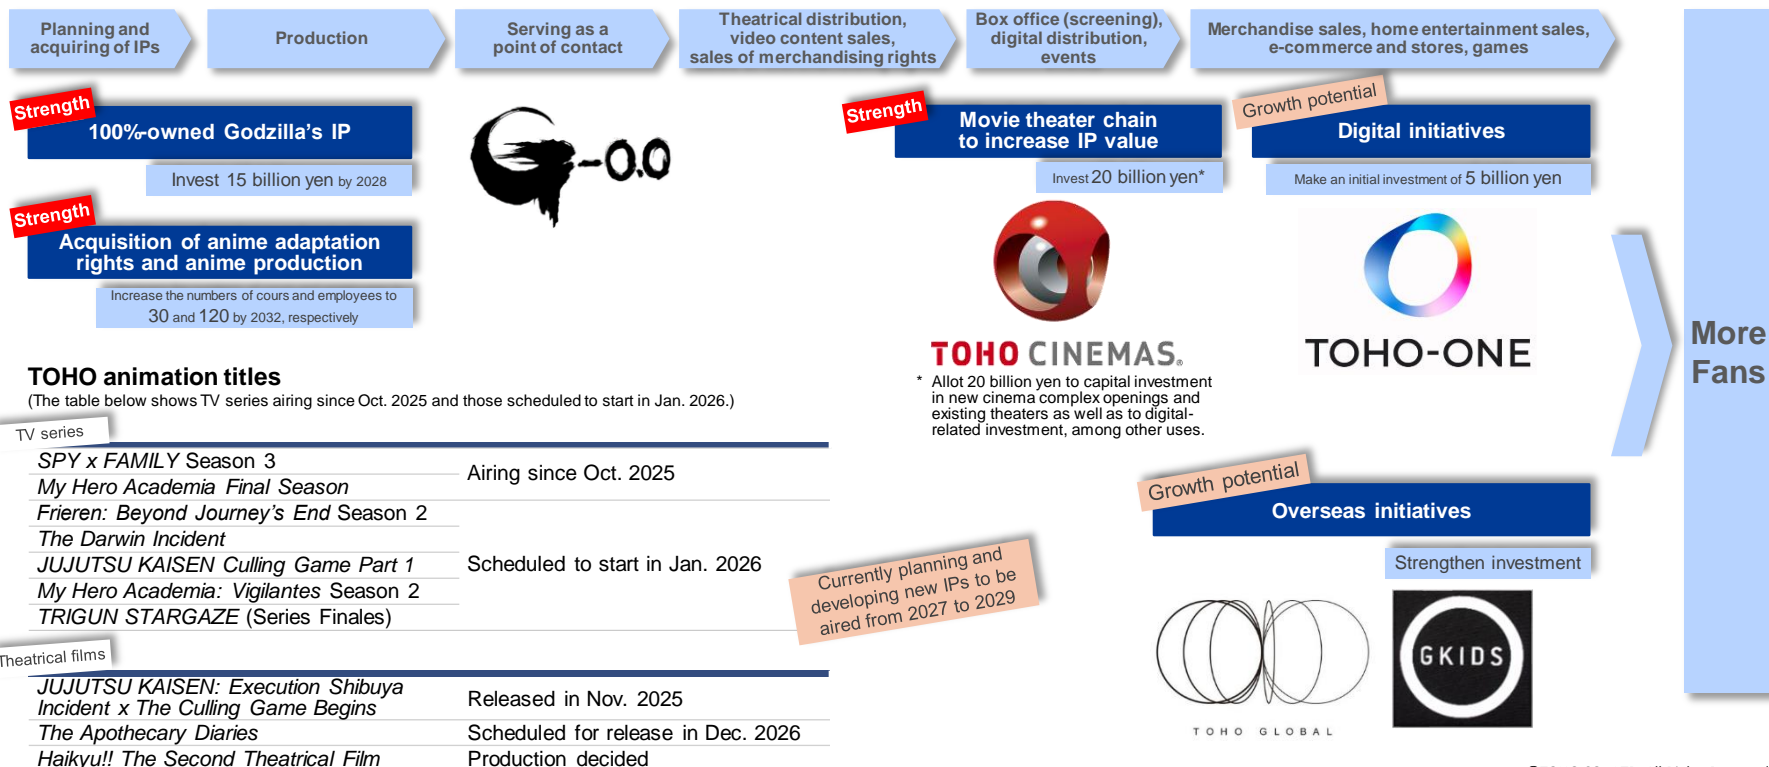 Planning and
acquiring of IPs
Production
Serving as a
point of contact
Theatrical distribution,
video content sales,
sales of merchandising rights
Box office (screening),
digital distribution,
events
Merchandise sales, home entertainment sales,
e-commerce and stores, games
Strength
100%-owned Godzilla's IP
Invest 15 billion yen by 2028
G-0.0
Strength
Acquisition of anime adaptation
rights and anime production
Increase the numbers of cours and employees to
30 and 120 by 2032, respectively
Strength
Movie theater chain
to increase IP value
Invest 20 billion yen*
TOHO CINEMAS®
* Allot 20 billion yen to capital investment
in new cinema complex openings and
existing theaters as well as to digital-
related investment, among other uses.
Growth potential
Digital initiatives
Make an initial investment of 5 billion yen
TOHO-ONE
More
Fans
TOHO animation titles
(The table below shows TV series airing since Oct. 2025 and those scheduled to start in Jan. 2026.)
TV series
SPY x FAMILY Season 3
My Hero Academia Final Season
Airing since Oct. 2025
Frieren: Beyond Journey's End Season 2
The Darwin Incident
JUJUTSU KAISEN Culling Game Part 1
My Hero Academia: Vigilantes Season 2
TRIGUN STARGAZE (Series Finales)
Scheduled to start in Jan. 2026
Currently planning and
developing new IPs to be
aired from 2027 to 2029
Theatrical films
JUJUTSU KAISEN: Execution Shibuya
Incident x The Culling Game Begins
Released in Nov. 2025
The Apothecary Diaries
Scheduled for release in Dec. 2026
Haikyu!! The Second Theatrical Film
Production decided
Growth potential
Overseas initiatives
Strengthen investment
TOHO GLOBAL
GKIDS